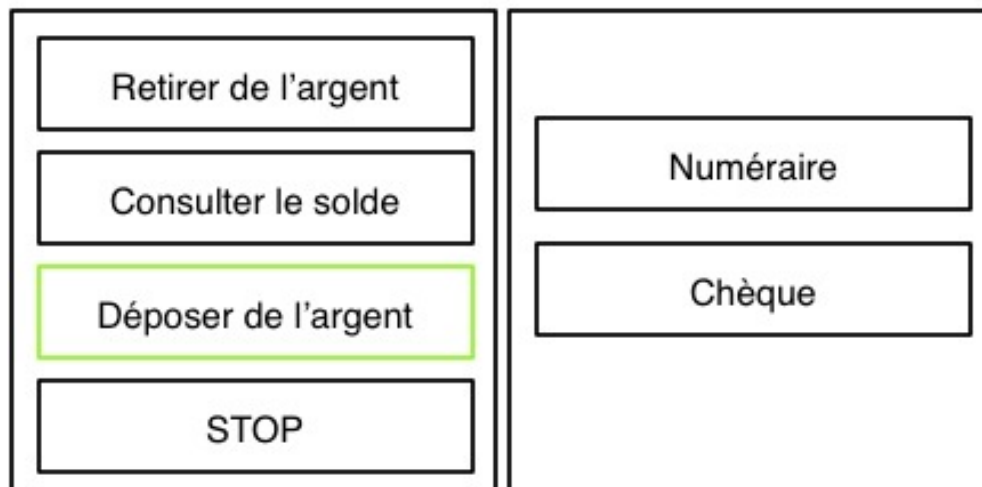 Retirer de l'argent
Consulter le solde
Déposer de l'argent
STOP
Numéraire
Chèque